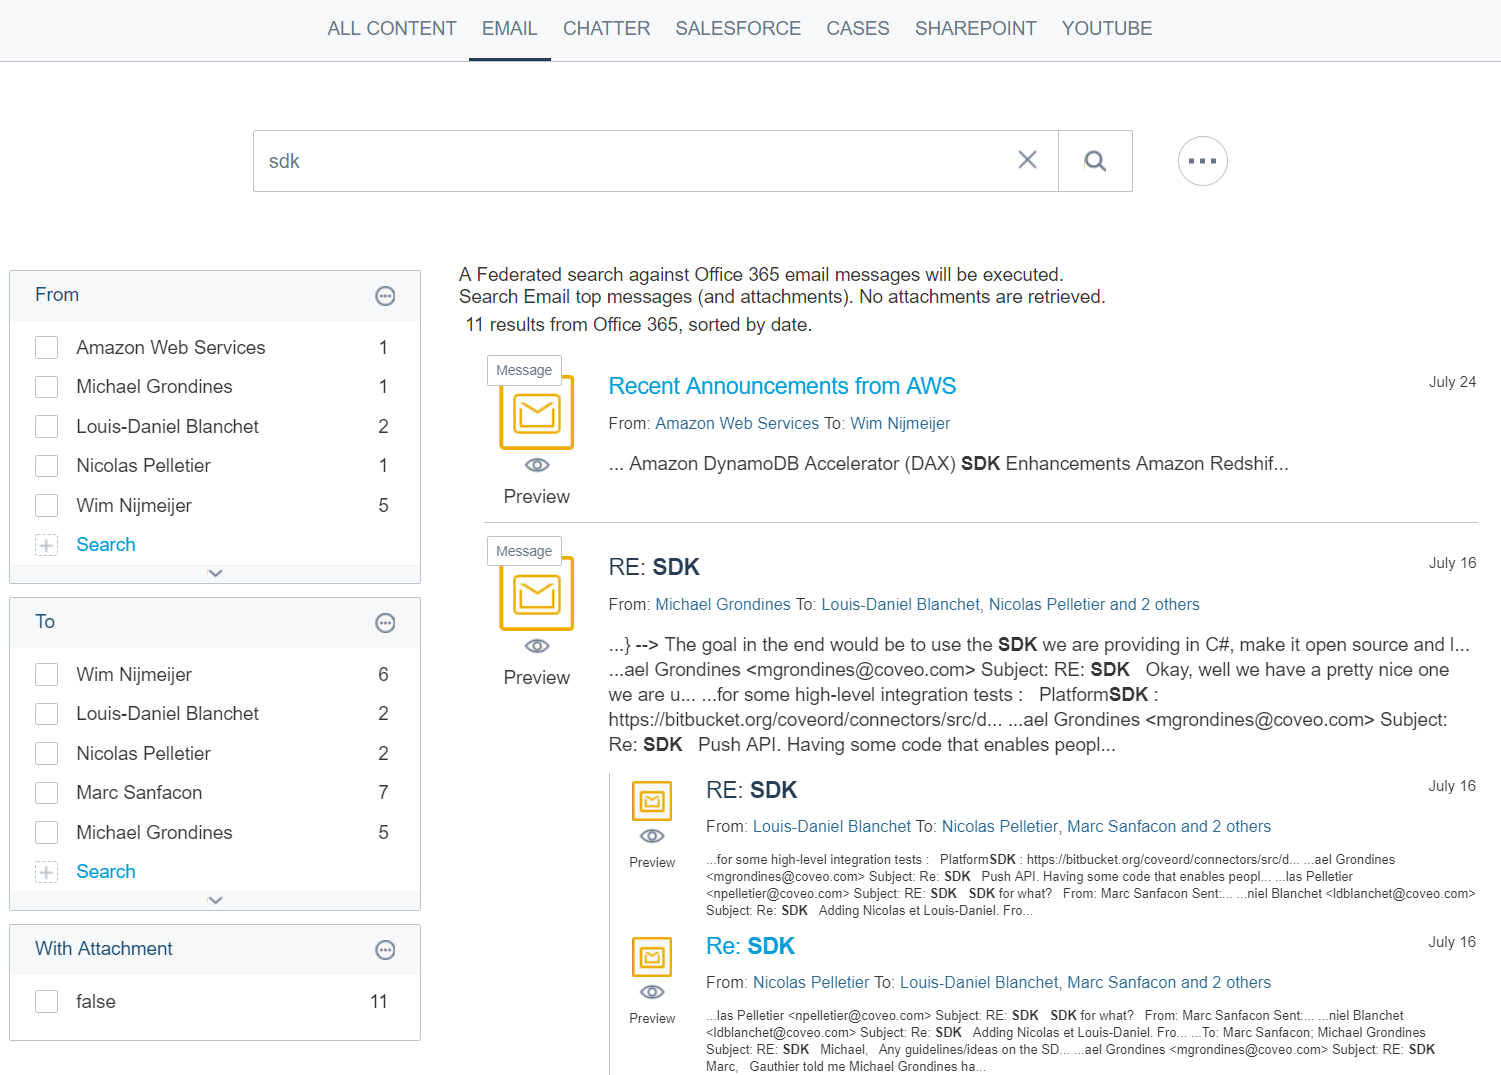 ALL CONTENT EMAIL CHATTER SALESFORCE CASES SHAREPOINT YOUTUBE
sdk
From
Amazon Web Services 1
Michael Grondines 1
Louis-Daniel Blanchet 2
Nicolas Pelletier 1
Wim Nijmeijer 5
Search
To
Wim Nijmeijer 6
Louis-Daniel Blanchet 2
Nicolas Pelletier 2
Marc Sanfacon 7
Michael Grondines 5
Search
With Attachment
false 11
A Federated search against Office 365 email messages will be executed.
Search Email top messages (and attachments). No attachments are retrieved.
11 results from Office 365, sorted by date.
Message
Recent Announcements from AWS July 24
From: Amazon Web Services To: Wim Nijmeijer
... Amazon DynamoDB Accelerator (DAX) SDK Enhancements Amazon Redshif...
Preview
Message
RE: SDK July 16
From: Michael Grondines To: Louis-Daniel Blanchet, Nicolas Pelletier and 2 others
...} --> The goal in the end would be to use the SDK we are providing in C#, make it open source and l...
...ael Grondines <mgrondines@coveo.com> Subject: RE: SDK Okay, well we have a pretty nice one
we are u... ...for some high-level integration tests : PlatformSDK :
https://bitbucket.org/coveord/connectors/src/d... ...ael Grondines <mgrondines@coveo.com> Subject:
Re: SDK Push API. Having some code that enables peopl...
Preview
RE: SDK July 16
From: Louis-Daniel Blanchet To: Nicolas Pelletier, Marc Sanfacon and 2 others
...for some high-level integration tests : PlatformSDK : https://bitbucket.org/coveord/connectors/src/d... ...ael Grondines
<mgrondines@coveo.com> Subject: Re: SDK Push API. Having some code that enables peopl... ...las Pelletier
<npelletier@coveo.com> Subject: RE: SDK SDK for what? From: Marc Sanfacon Sent:... ...niel Blanchet <ldblanchet@coveo.com>
Subject: Re: SDK Adding Nicolas et Louis-Daniel. Fro...
Preview
Re: SDK July 16
From: Nicolas Pelletier To: Louis-Daniel Blanchet, Marc Sanfacon and 2 others
...las Pelletier <npelletier@coveo.com> Subject: RE: SDK SDK for what? From: Marc Sanfacon Sent:... ...niel Blanchet
<ldblanchet@coveo.com> Subject: Re: SDK Adding Nicolas et Louis-Daniel. Fro... ...To: Marc Sanfacon; Michael Grondines
Subject: RE: SDK Michael, Any guidelines/ideas on the SD... ...ael Grondines <mgrondines@coveo.com> Subject: RE: SDK
Marc, Gauthier told me Michael Grondines ha...
Preview